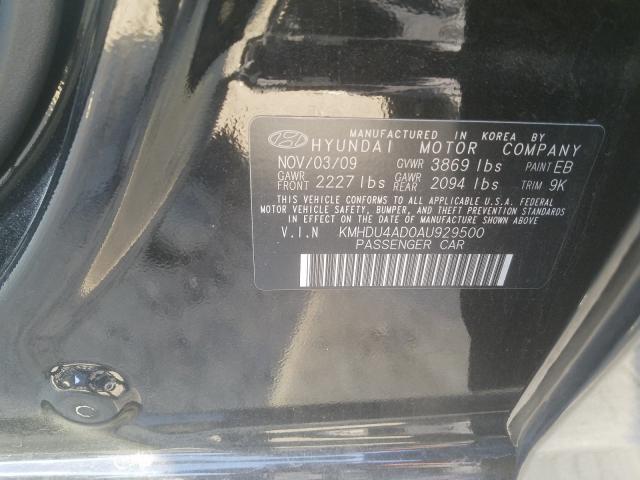 MANUFACTURED IN KOREA BY
HYUNDAI MOTOR COMPANY
NOV/03/09 GVWR 3869 lbs PAINT EB
GAWR FRONT 2227 lbs GAWR REAR 2094 lbs TRIM 9K
THIS VEHICLE CONFORMS TO ALL APPLICABLE U.S.A. FEDERAL
MOTOR VEHICLE SAFETY, BUMPER, AND THEFT PREVENTION STANDARDS
IN EFFECT ON THE DATE OF MANUFACTURE SHOWN ABOVE
V.I.N KMHDU4AD0AU929500
PASSENGER CAR